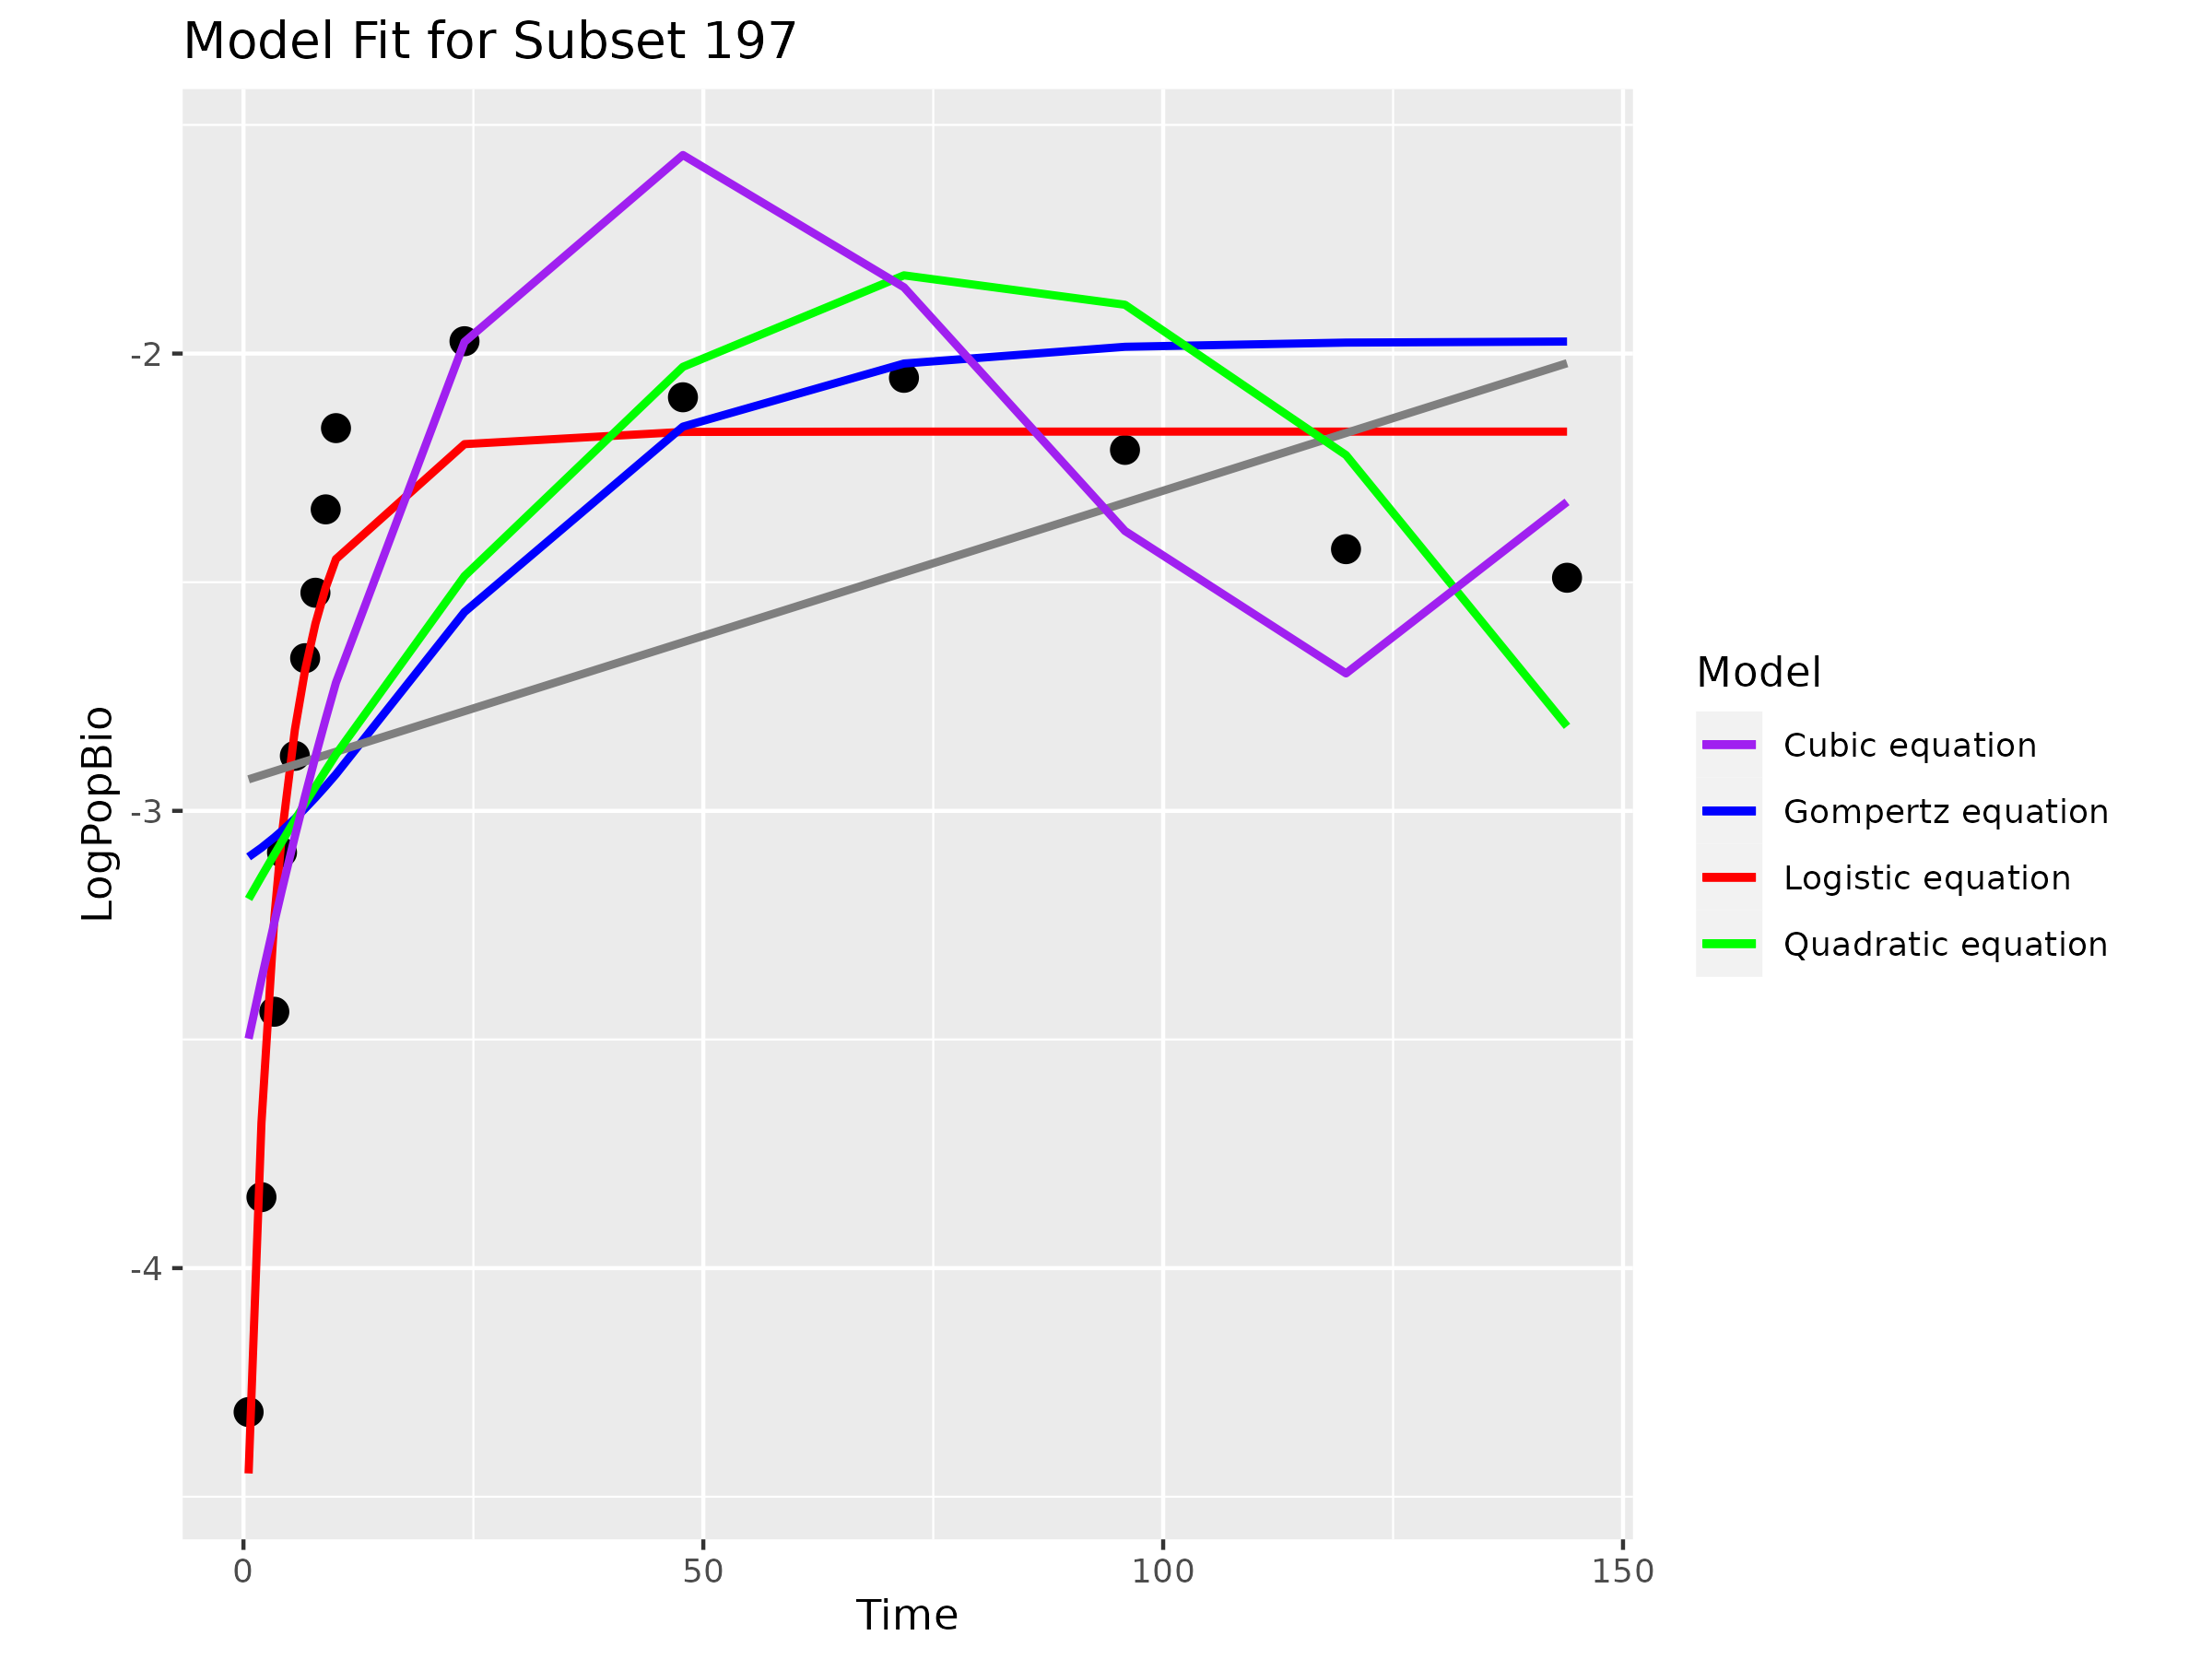 Model Fit for Subset 197
LogPopBio
-2
-3
-4
0
50
100
150
Time
Model
Cubic equation
Gompertz equation
Logistic equation
Quadratic equation